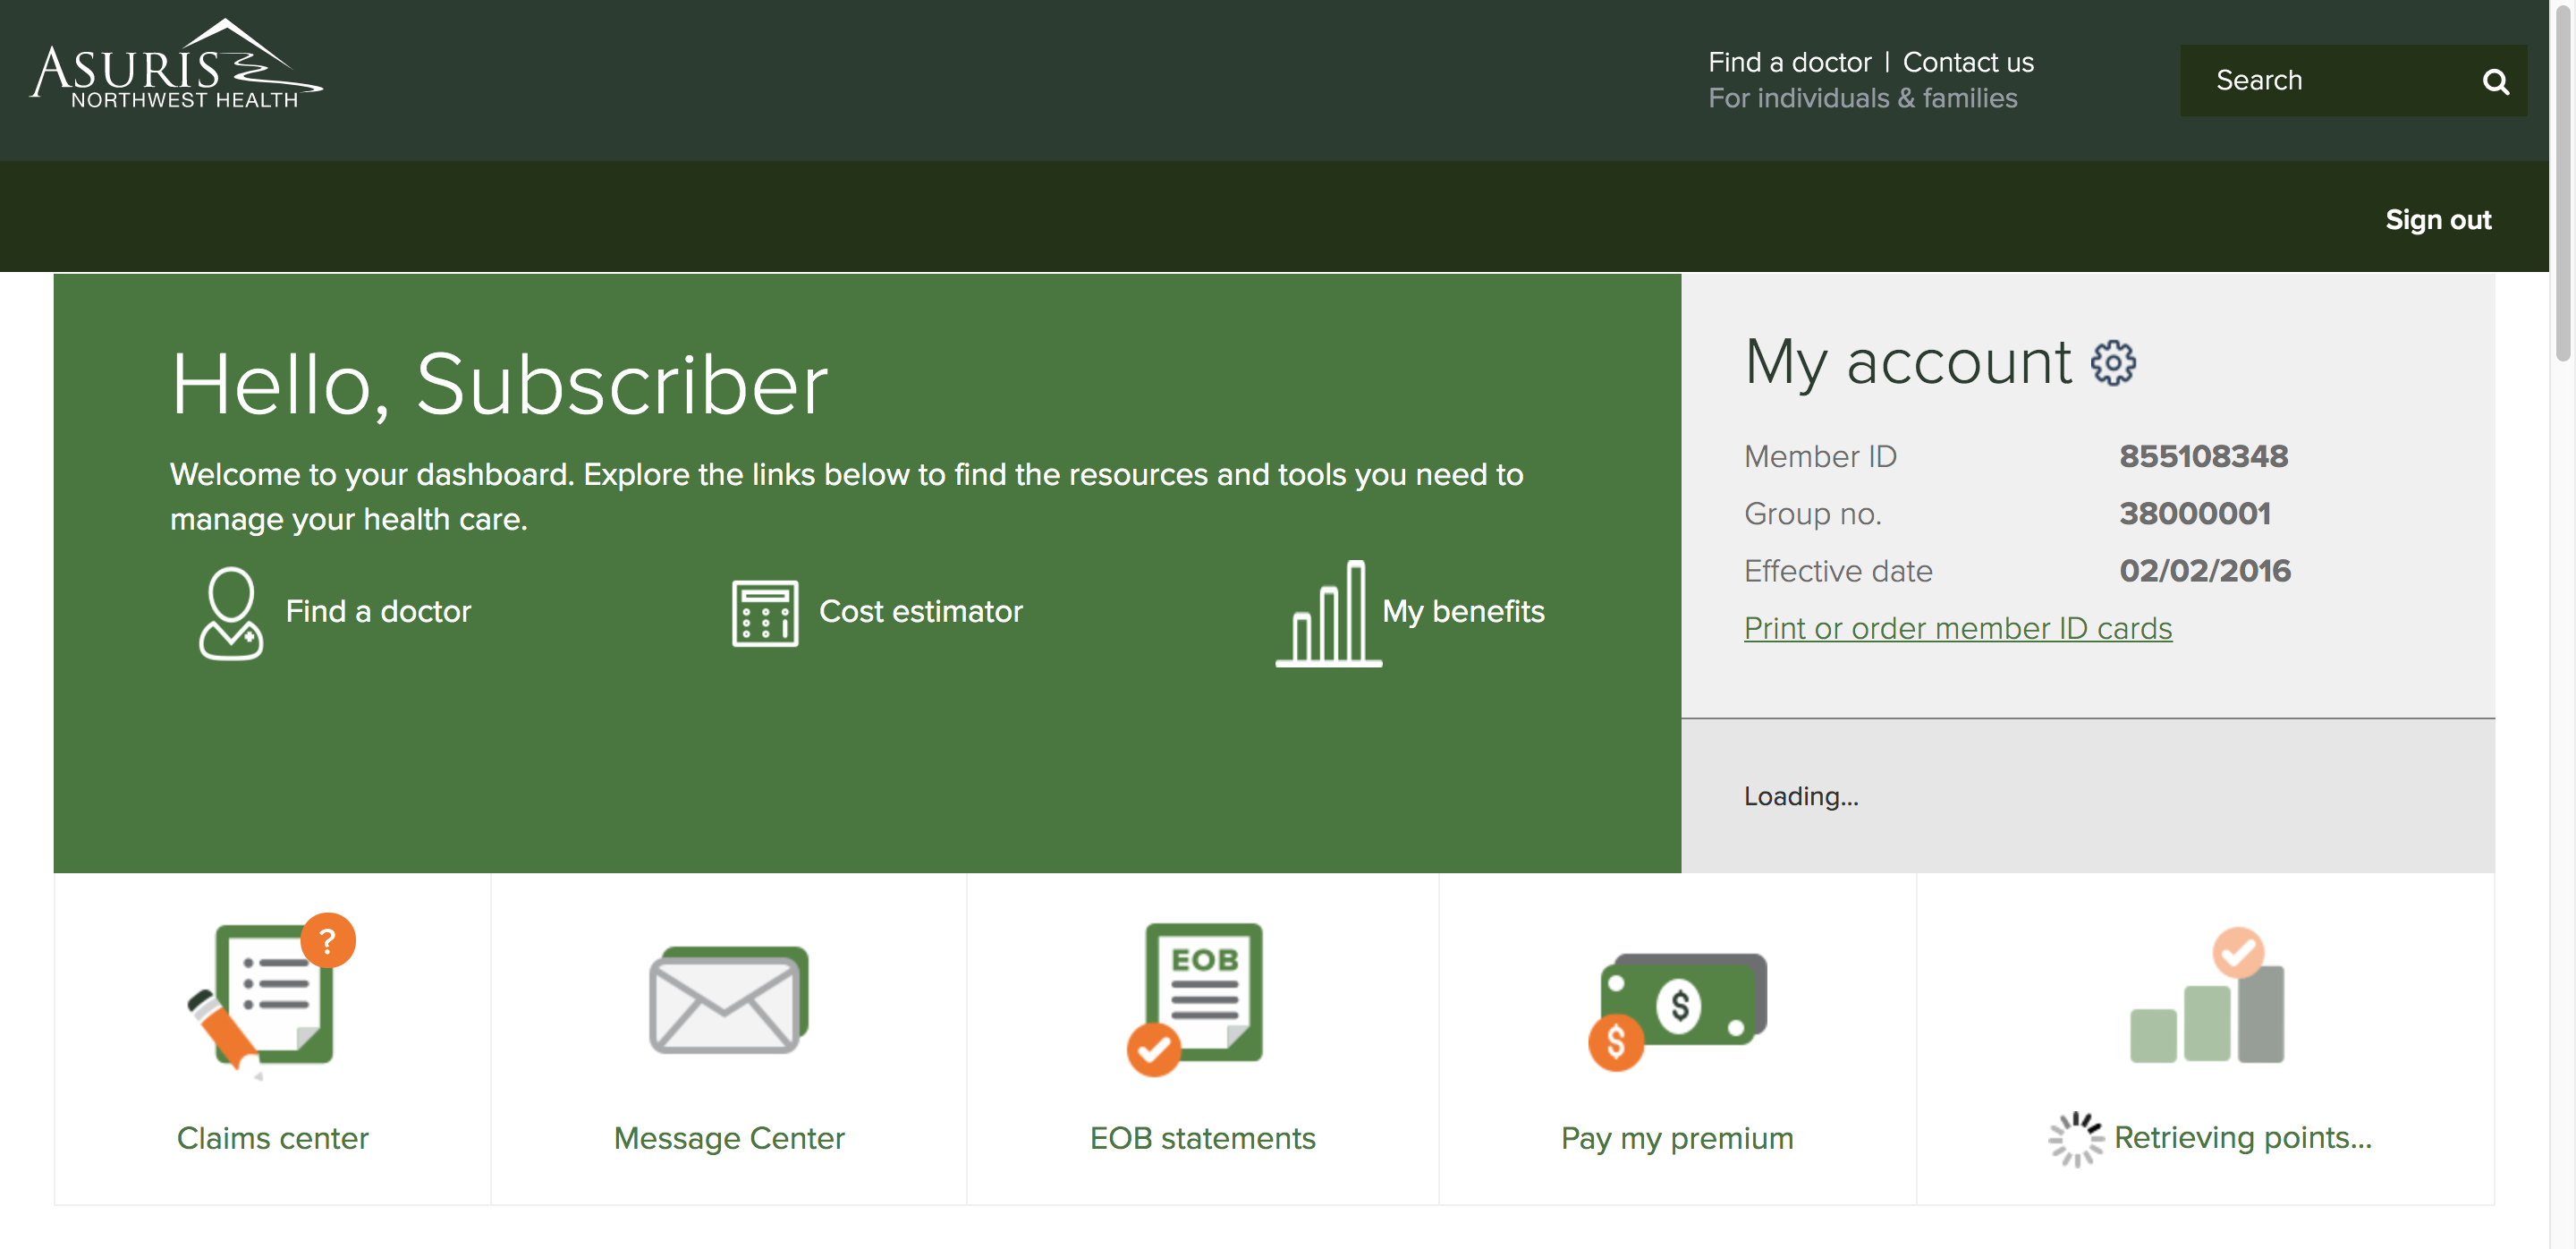 ASURIS
NORTHWEST HEALTH
Find a doctor | Contact us
For individuals & families
Search
Sign out
Hello, Subscriber
Welcome to your dashboard. Explore the links below to find the resources and tools you need to
manage your health care.
Find a doctor
Cost estimator
My benefits
My account
Member ID 855108348
Group no. 38000001
Effective date 02/02/2016
Print or order member ID cards
Loading...
?
EOB
$
$
Claims center
Message Center
EOB statements
Pay my premium
Retrieving points...